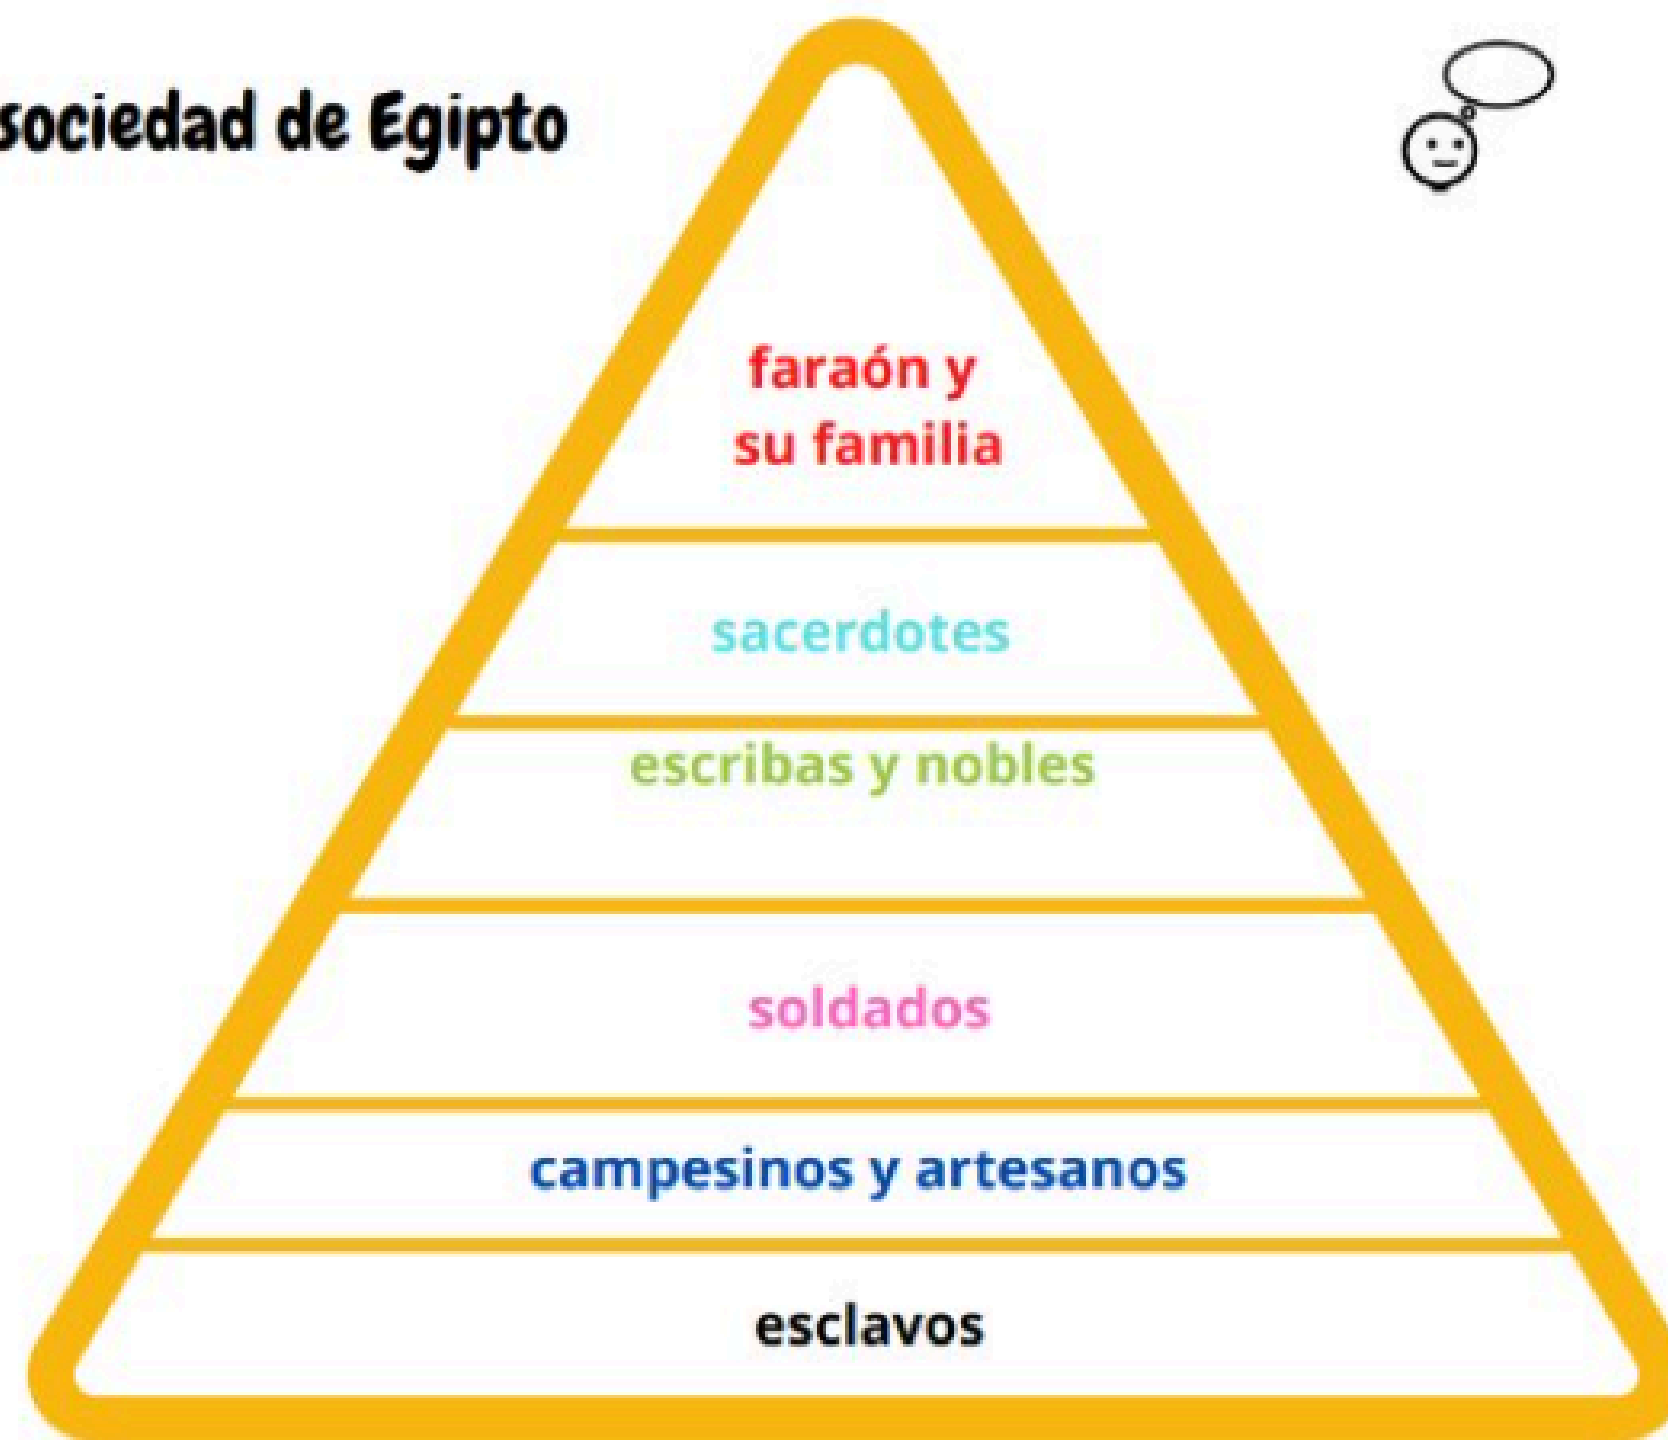 sociedad de Egipto
faraón y
su familia
sacerdotes
escribas y nobles
soldados
campesinos y artesanos
esclavos